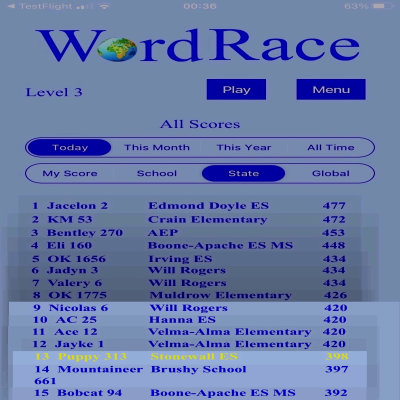 TestFlight 00:36 63%
WordRace
Level 3 Play Menu
All Scores
Today This Month This Year All Time
My Score School State Global
1 Jacelon 2 Edmond Doyle ES 477
2 KM 53 Crain Elementary 472
3 Bentley 270 AEP 453
4 Eli 160 Boone-Apache ES MS 448
5 OK 1656 Irving ES 434
6 Jadyn 3 Will Rogers 434
7 Valery 6 Will Rogers 434
8 OK 1775 Muldrow Elementary 426
9 Nicolas 6 Will Rogers 420
10 AC 25 Hanna ES 420
11 Ace 12 Velma-Alma Elementary 420
12 Jayke 1 Velma-Alma Elementary 420
13 Puppy 313 Stonewall ES 398
14 Mountaineer Brushy School 397
661
15 Bobcat 94 Boone-Apache ES MS 392